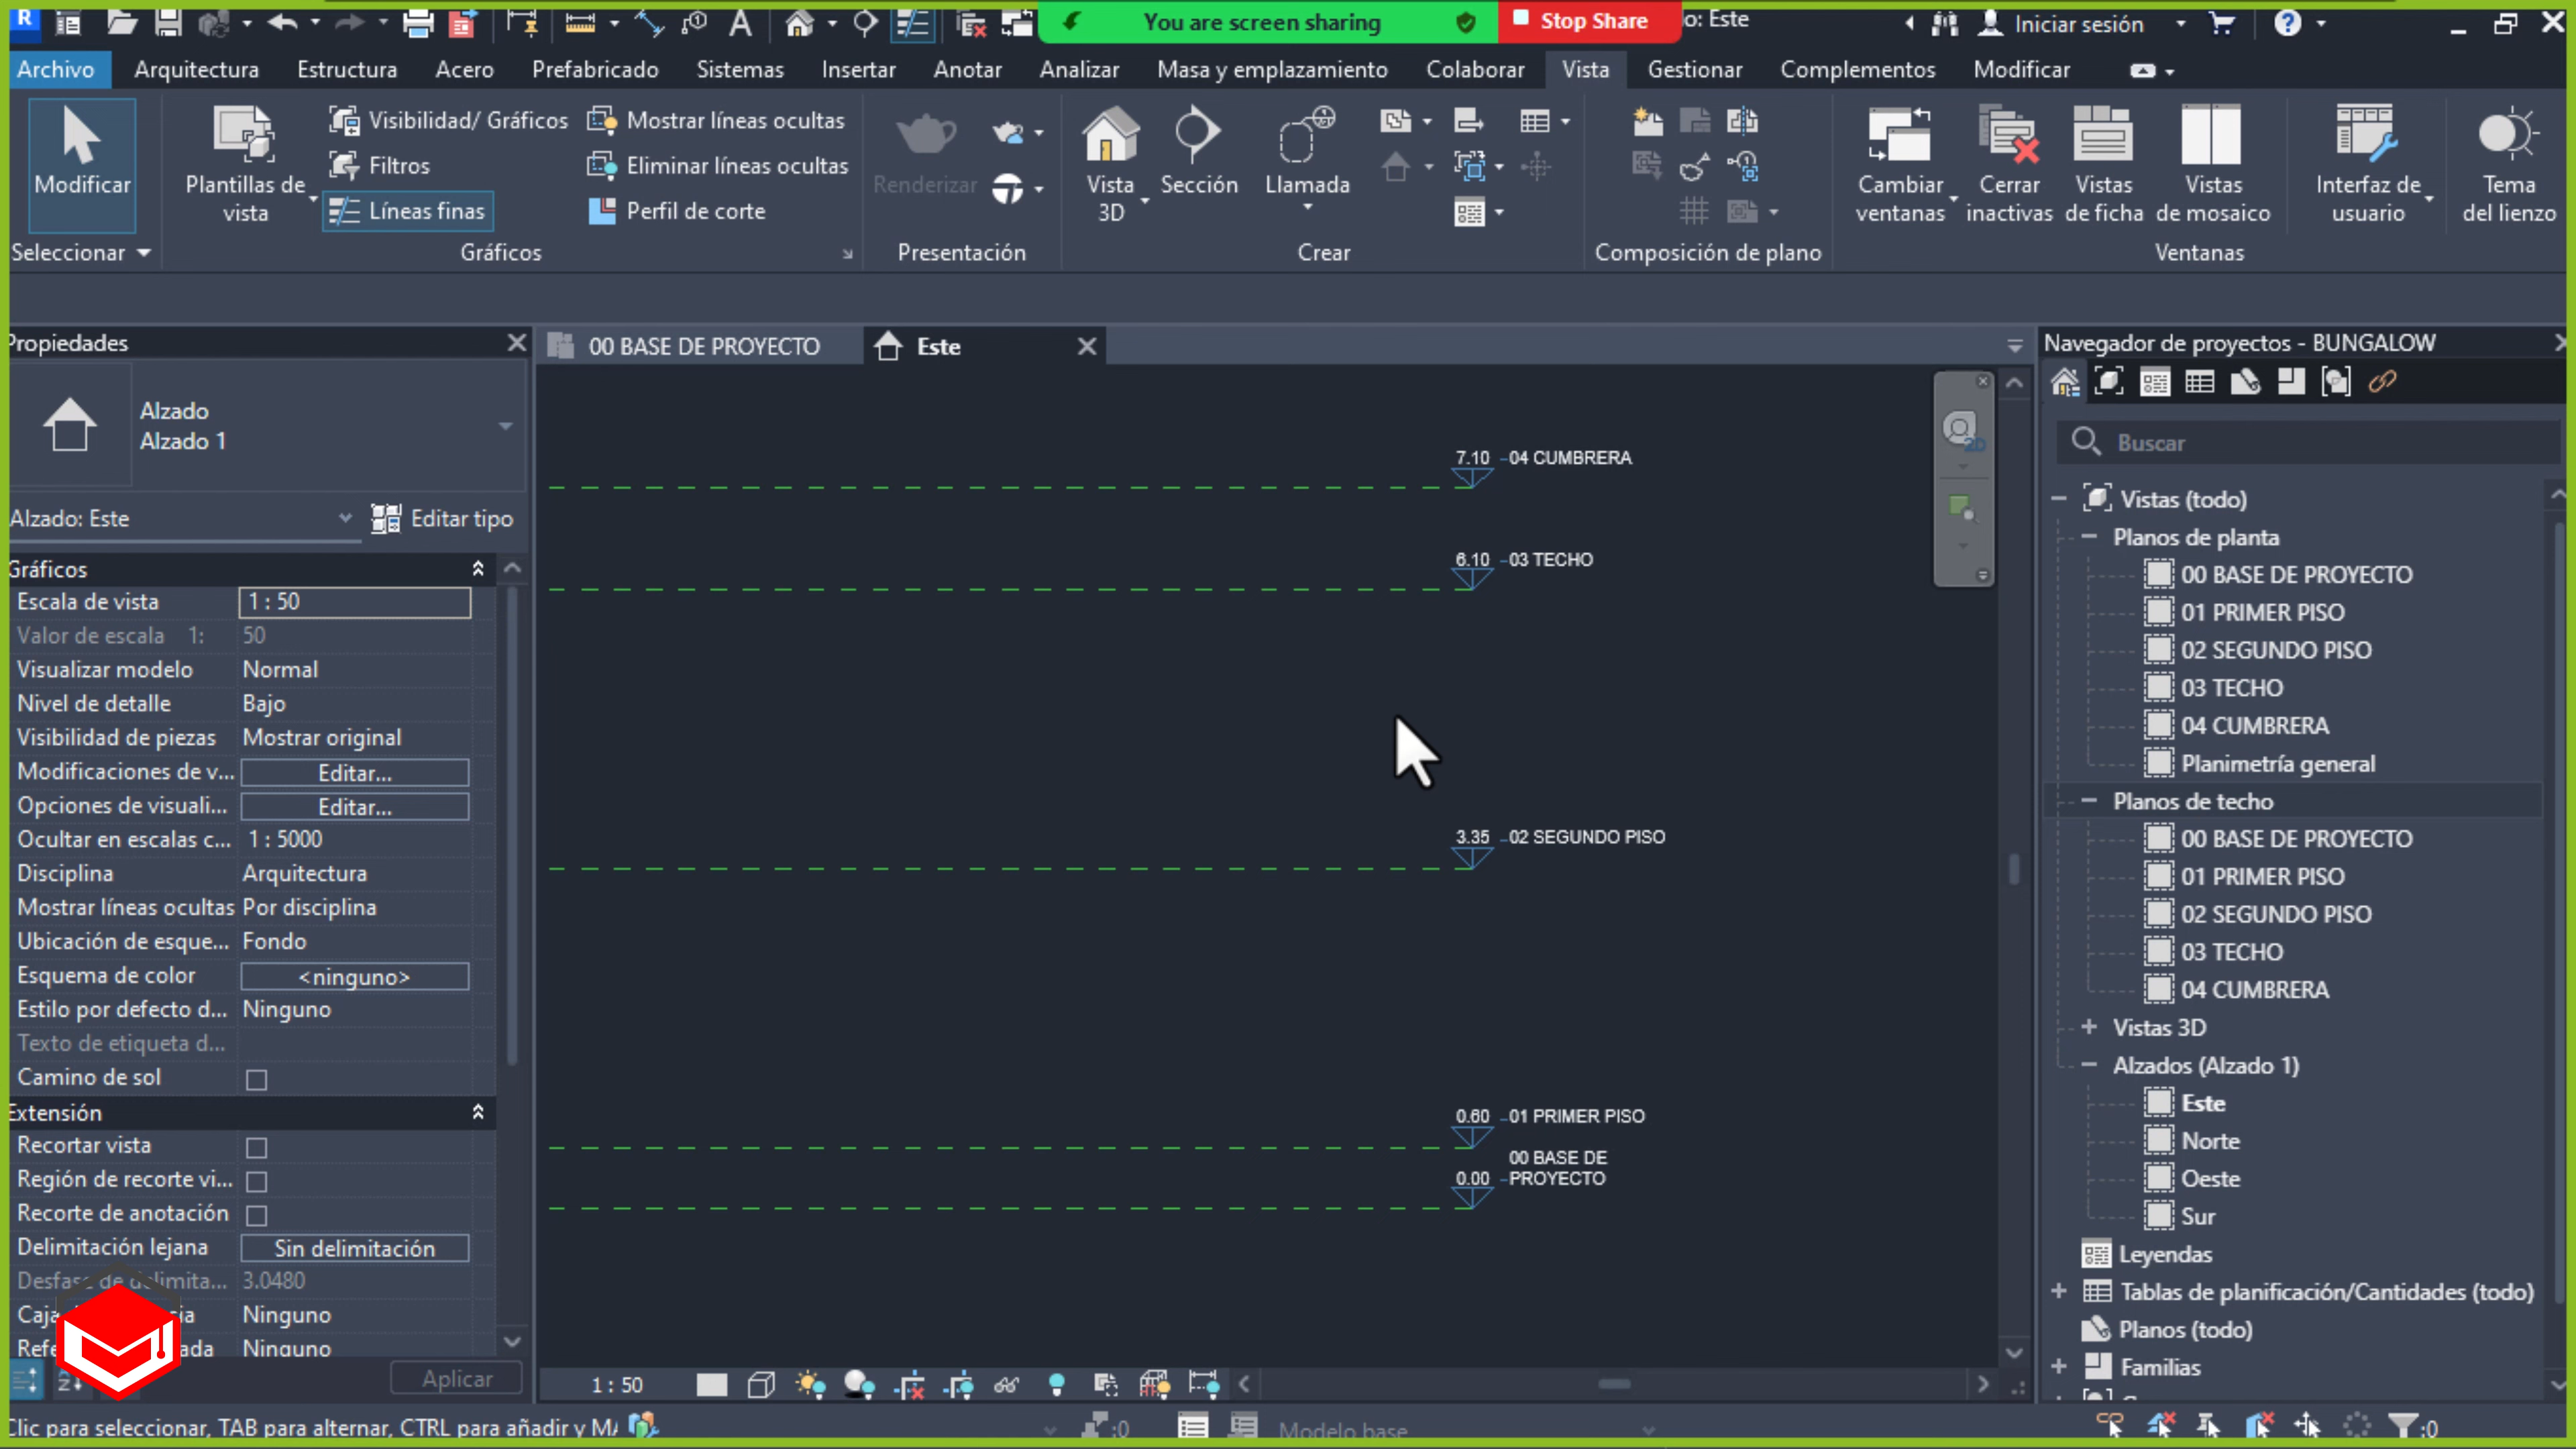 You are screen sharing
Stop Share
o: Este
Iniciar sesión
Archivo
Arquitectura
Estructura
Acero
Prefabricado
Sistemas
Insertar
Anotar
Analizar
Masa y emplazamiento
Colaborar
Vista
Gestionar
Complementos
Modificar
Modificar
Seleccionar
Plantillas de vista
Visibilidad/ Gráficos
Filtros
Líneas finas
Mostrar líneas ocultas
Eliminar líneas ocultas
Perfil de corte
Gráficos
Renderizar
Presentación
Vista 3D
Sección
Llamada
Crear
Composición de plano
Cambiar ventanas
Cerrar inactivas
Vistas de ficha
Vistas de mosaico
Ventanas
Interfaz de usuario
Tema del lienzo
Propiedades
Alzado
Alzado 1
Alzado: Este
Editar tipo
Gráficos
Escala de vista 1 : 50
Valor de escala 1: 50
Visualizar modelo Normal
Nivel de detalle Bajo
Visibilidad de piezas Mostrar original
Modificaciones de v... Editar...
Opciones de visuali... Editar...
Ocultar en escalas c... 1 : 5000
Disciplina Arquitectura
Mostrar líneas ocultas Por disciplina
Ubicación de esque... Fondo
Esquema de color <ninguno>
Estilo por defecto d... Ninguno
Texto de etiqueta d...
Camino de sol
Extensión
Recortar vista
Región de recorte vi...
Recorte de anotación
Delimitación lejana Sin delimitación
3.0480
Ninguno
Ninguno
Aplicar
00 BASE DE PROYECTO
Este
7.10 04 CUMBRERA
6.10 03 TECHO
3.35 02 SEGUNDO PISO
0.60 01 PRIMER PISO
00 BASE DE
0.00 PROYECTO
2D
1 : 50
Navegador de proyectos - BUNGALOW
Buscar
Vistas (todo)
Planos de planta
00 BASE DE PROYECTO
01 PRIMER PISO
02 SEGUNDO PISO
03 TECHO
04 CUMBRERA
Planimetría general
Planos de techo
00 BASE DE PROYECTO
01 PRIMER PISO
02 SEGUNDO PISO
03 TECHO
04 CUMBRERA
Vistas 3D
Alzados (Alzado 1)
Este
Norte
Oeste
Sur
Leyendas
Tablas de planificación/Cantidades (todo)
Planos (todo)
Familias
Clic para seleccionar, TAB para alternar, CTRL para añadir y
:0
Modelo base
:0